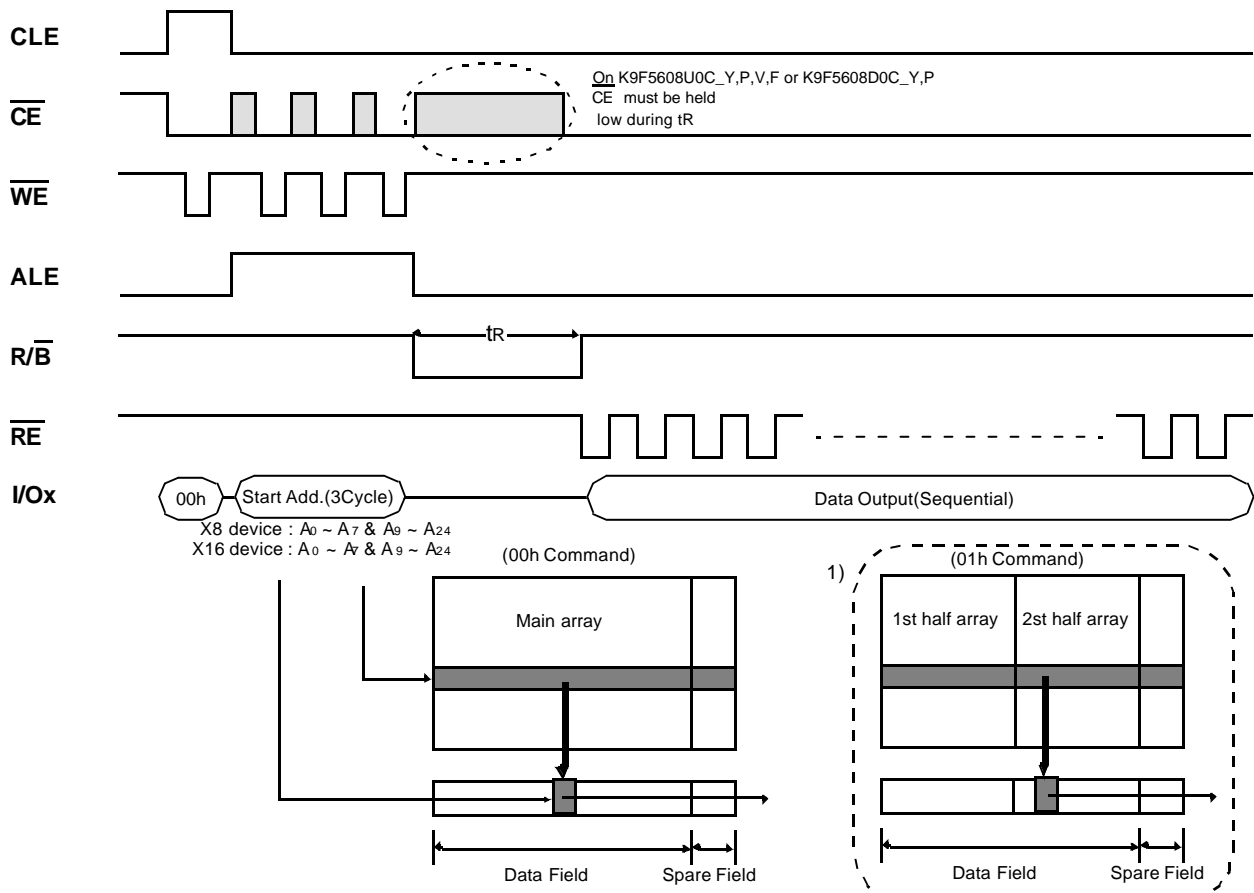 CLE
On K9F5608U0C_Y,P,V,F or K9F5608D0C_Y,P
CE must be held
low during tR
CE
WE
ALE
tR
R/B
RE
I/Ox
00h
Start Add.(3Cycle)
Data Output(Sequential)
X8 device : A0 ~ A7 & A9 ~ A24
X16 device : A0 ~ A7 & A9 ~ A24
(00h Command)
1)
(01h Command)
Main array
1st half array
2st half array
Data Field
Spare Field
Data Field
Spare Field